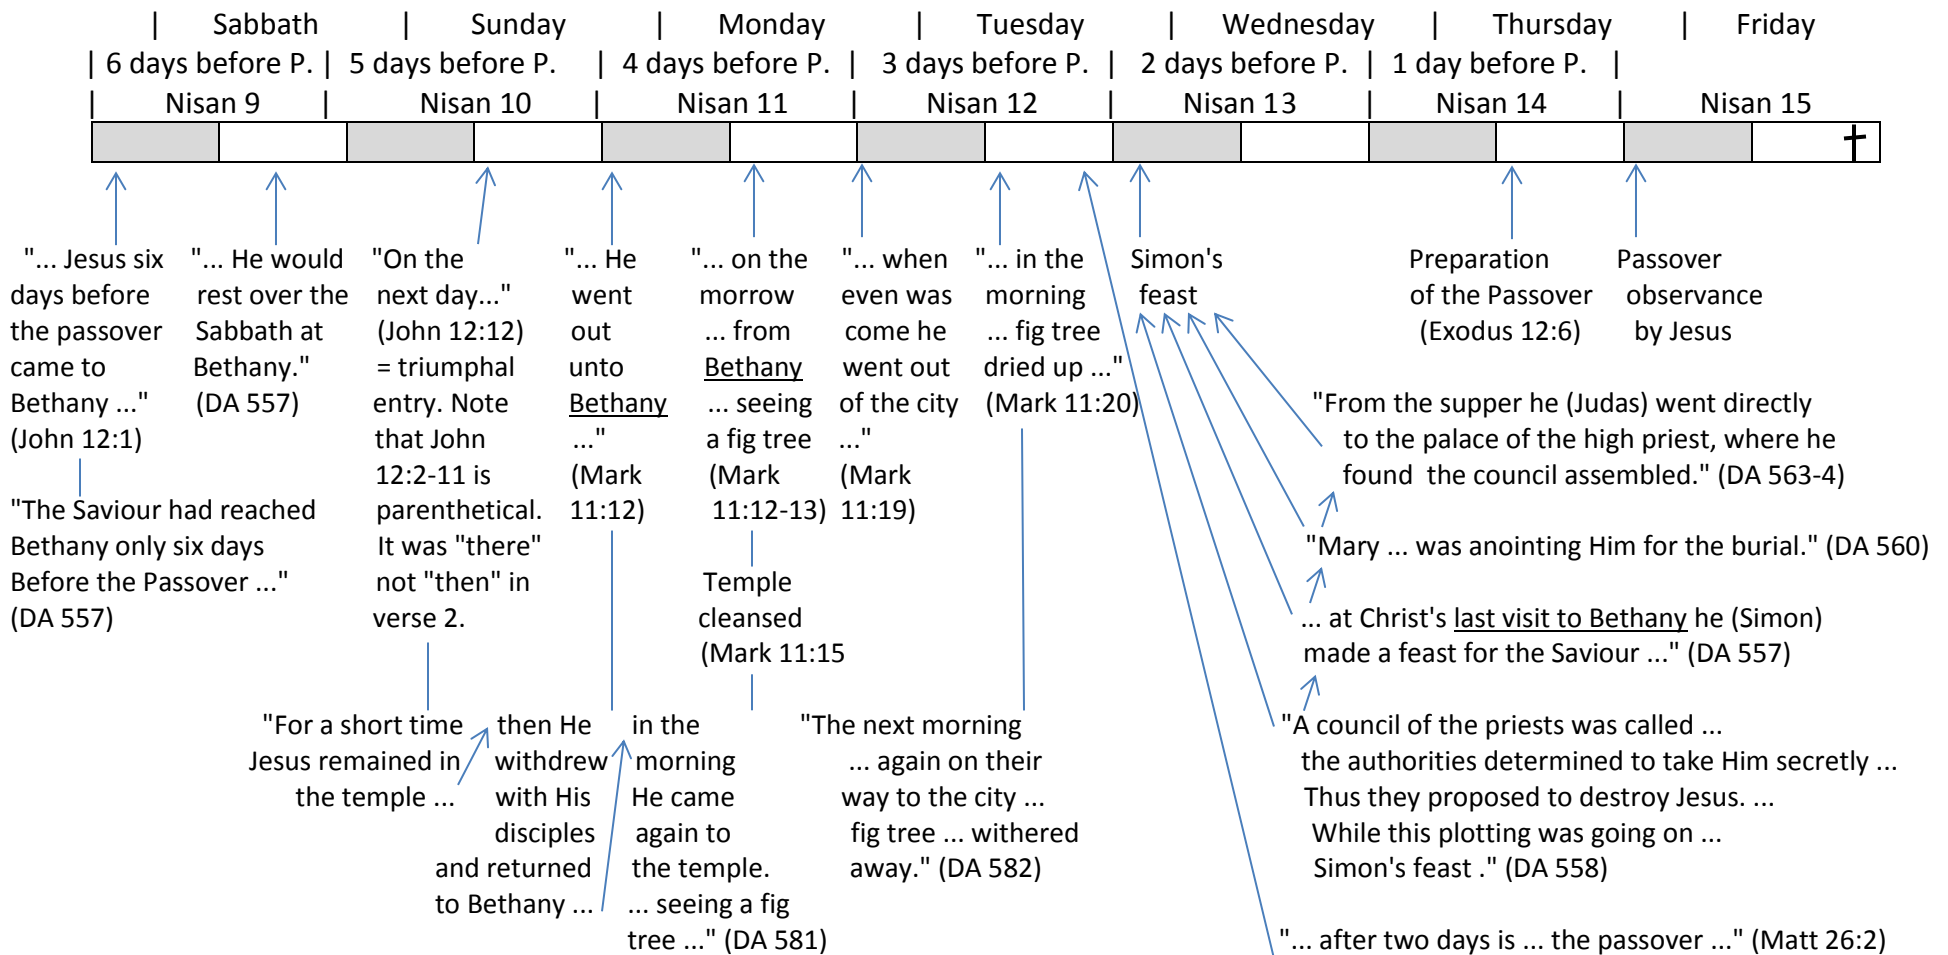 | Sabbath | Sunday | Monday | Tuesday | Wednesday | Thursday | Friday
| 6 days before P. | 5 days before P. | 4 days before P. | 3 days before P. | 2 days before P. | 1 day before P. |
| Nisan 9 | Nisan 10 | Nisan 11 | Nisan 12 | Nisan 13 | Nisan 14 | Nisan 15
"... Jesus six
days before
the passover
came to
Bethany ..."
(John 12:1)
"The Saviour had reached
Bethany only six days
Before the Passover ..."
(DA 557)
"... He would
rest over the
Sabbath at
Bethany."
(DA 557)
"On the
next day..."
(John 12:12)
= triumphal
entry. Note
that John
12:2-11 is
parenthetical.
It was "there"
not "then" in
verse 2.
"For a short time
Jesus remained in
the temple ...
"... He
went
out
unto
Bethany
..."
(Mark
11:12)
then He
withdrew
with His
disciples
and returned
to Bethany ...
"... on the
morrow
... from
Bethany
... seeing
a fig tree
(Mark
11:12-13)
Temple
cleansed
(Mark 11:15
in the
morning
He came
again to
the temple.
... seeing a fig
tree ..." (DA 581)
"... when
even was
come he
went out
of the city
..."
(Mark
11:19)
"... in the
morning
... fig tree
dried up ..."
(Mark 11:20)
"The next morning
... again on their
way to the city ...
fig tree ... withered
away." (DA 582)
Simon's
feast
Preparation
of the Passover
(Exodus 12:6)
Passover
observance
by Jesus
"From the supper he (Judas) went directly
to the palace of the high priest, where he
found the council assembled." (DA 563-4)
"Mary ... was anointing Him for the burial." (DA 560)
... at Christ's last visit to Bethany he (Simon)
made a feast for the Saviour ..." (DA 557)
"A council of the priests was called ...
the authorities determined to take Him secretly ...
Thus they proposed to destroy Jesus. ...
While this plotting was going on ...
Simon's feast ." (DA 558)
"... after two days is ... the passover ..." (Matt 26:2)